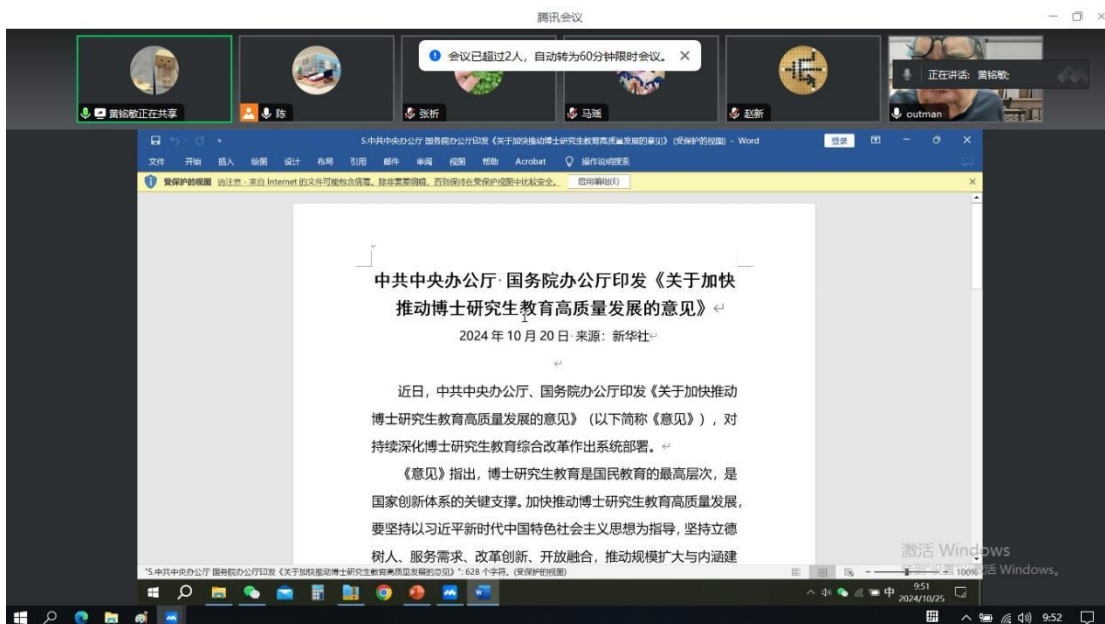 腾讯会议
会议已超过2人，自动转为60分钟限时会议。
正在讲话: 黄铭敏;
黄铭敏正在共享
陈
张析
马瑶
赵新
outman
5.中共中央办公厅 国务院办公厅印发《关于加快推动博士研究生教育高质量发展的意见》 (受保护的视图) - Word
登录
文件 开始 插入 绘图 设计 布局 引用 邮件 审阅 视图 帮助 Acrobat 操作说明搜索
受保护的视图 请注意 - 来自 Internet 的文件可能包含病毒。除非需要编辑，否则保持在受保护视图中比较安全。 启用编辑(E)
中共中央办公厅 国务院办公厅印发《关于加快
推动博士研究生教育高质量发展的意见》
2024 年 10 月 20 日 来源：新华社
近日，中共中央办公厅、国务院办公厅印发《关于加快推动
博士研究生教育高质量发展的意见》（以下简称《意见》），对
持续深化博士研究生教育综合改革作出系统部署。
《意见》指出，博士研究生教育是国民教育的最高层次，是
国家创新体系的关键支撑。加快推动博士研究生教育高质量发展，
要坚持以习近平新时代中国特色社会主义思想为指导，坚持立德
树人、服务需求、改革创新、开放融合，推动规模扩大与内涵建
激活 Windows
活 Windows。
"5.中共中央办公厅 国务院办公厅印发《关于加快推动博士研究生教育高质量发展的意见》": 628 个字符。(受保护的视图)
100%
中
9:51
2024/10/25
拼
9:52